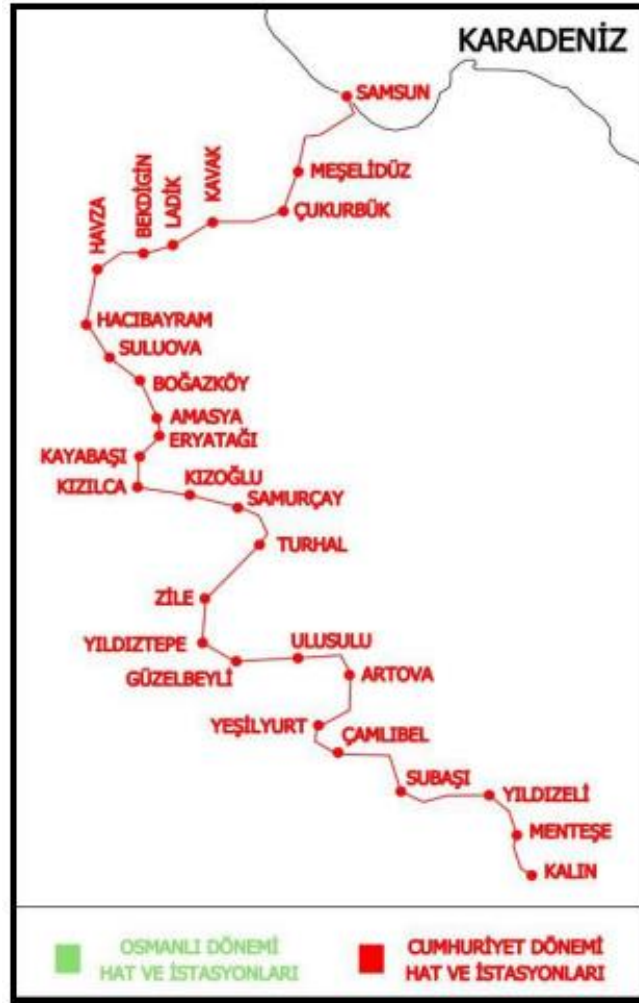 KARADENİZ
SAMSUN
MEŞELİDÜZ
ÇUKURBÜK
KAVAK
LADİK
BEKDİGİN
HAVZA
HACIBAYRAM
SULUOVA
BOĞAZKÖY
AMASYA
ERYATAĞI
KAYABAŞI
KIZILCA
KIZOĞLU
SAMURÇAY
TURHAL
ZİLE
YILDIZTEPE
GÜZELBEYLİ
ULUSULU
ARTOVA
YEŞİLYURT
ÇAMLIBEL
SUBAŞI
YILDIZELİ
MENTEŞE
KALIN
OSMANLI DÖNEMİ
HAT VE İSTASYONLARI
CUMHURİYET DÖNEMİ
HAT VE İSTASYONLARI